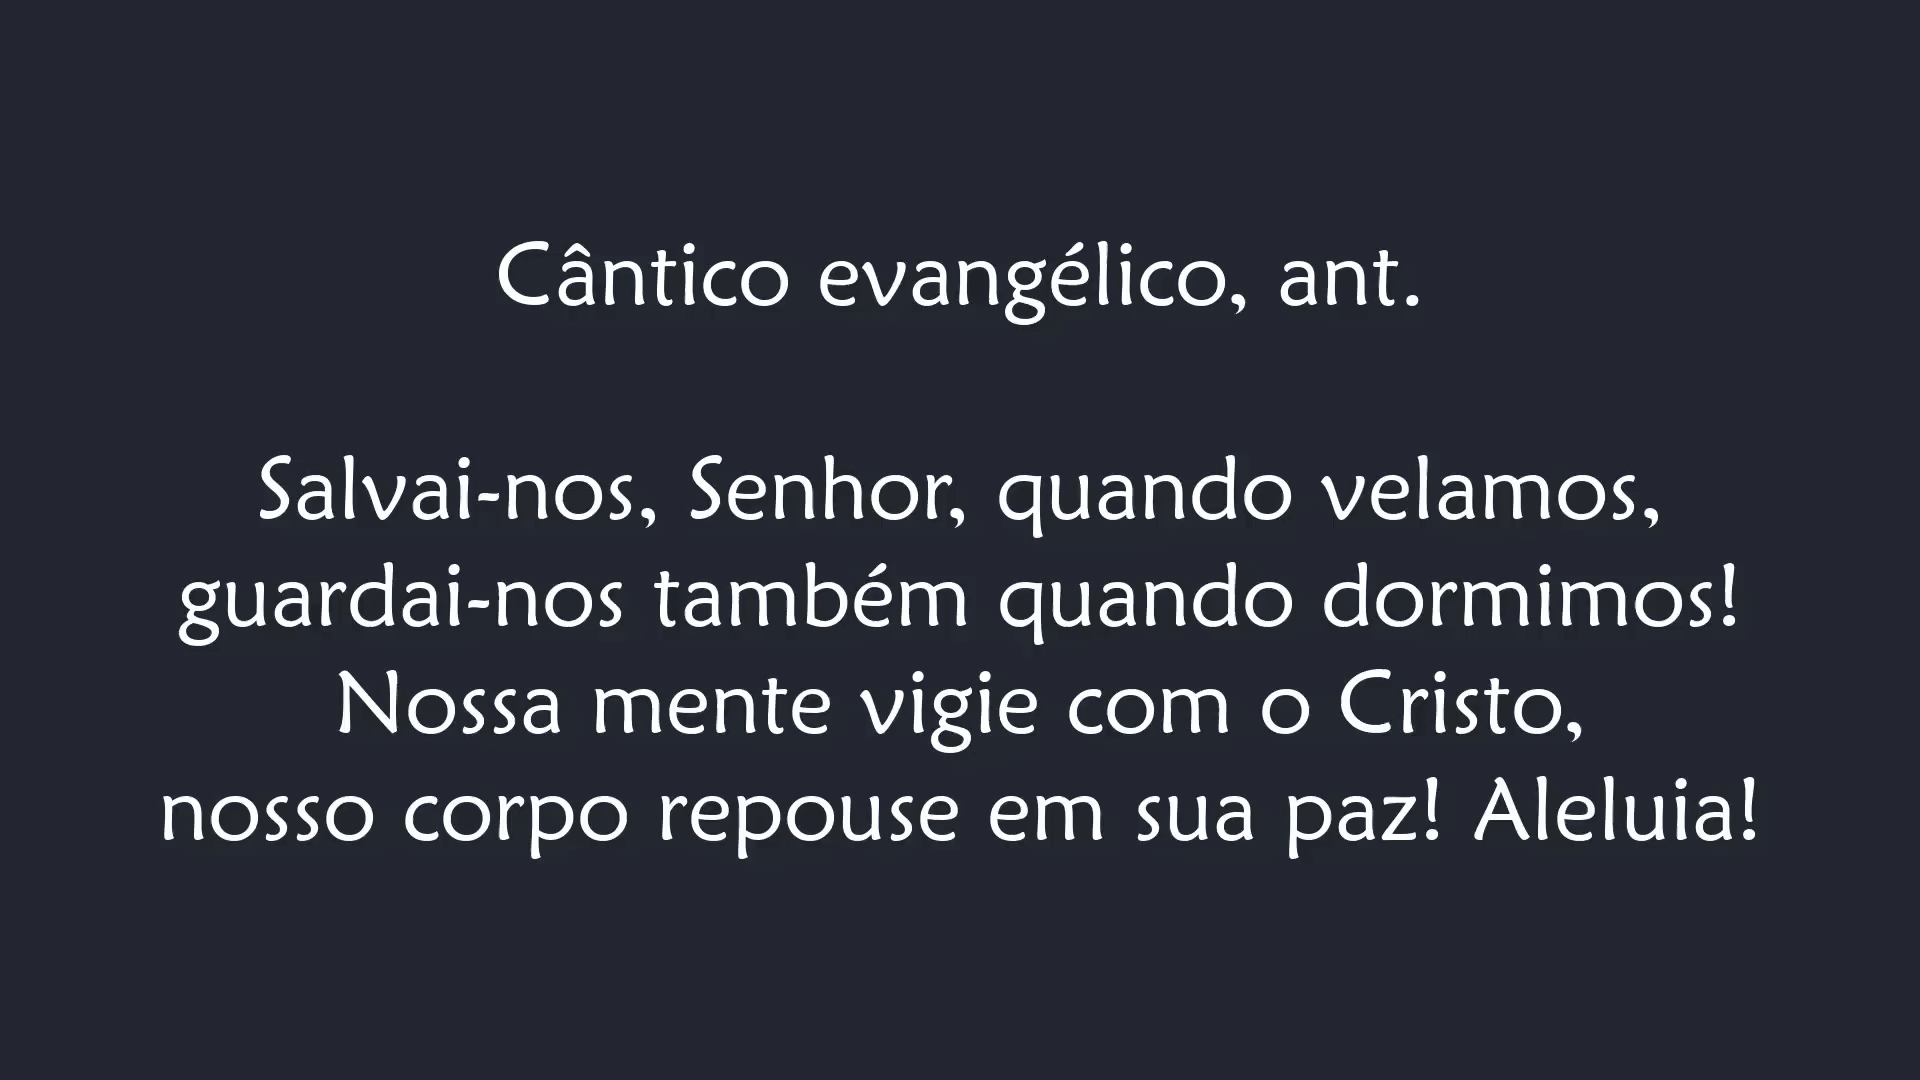 Cântico evangélico, ant.
Salvai-nos, Senhor, quando velamos,
guardai-nos também quando dormimos!
Nossa mente vigie com o Cristo,
nosso corpo repouse em sua paz! Aleluia!